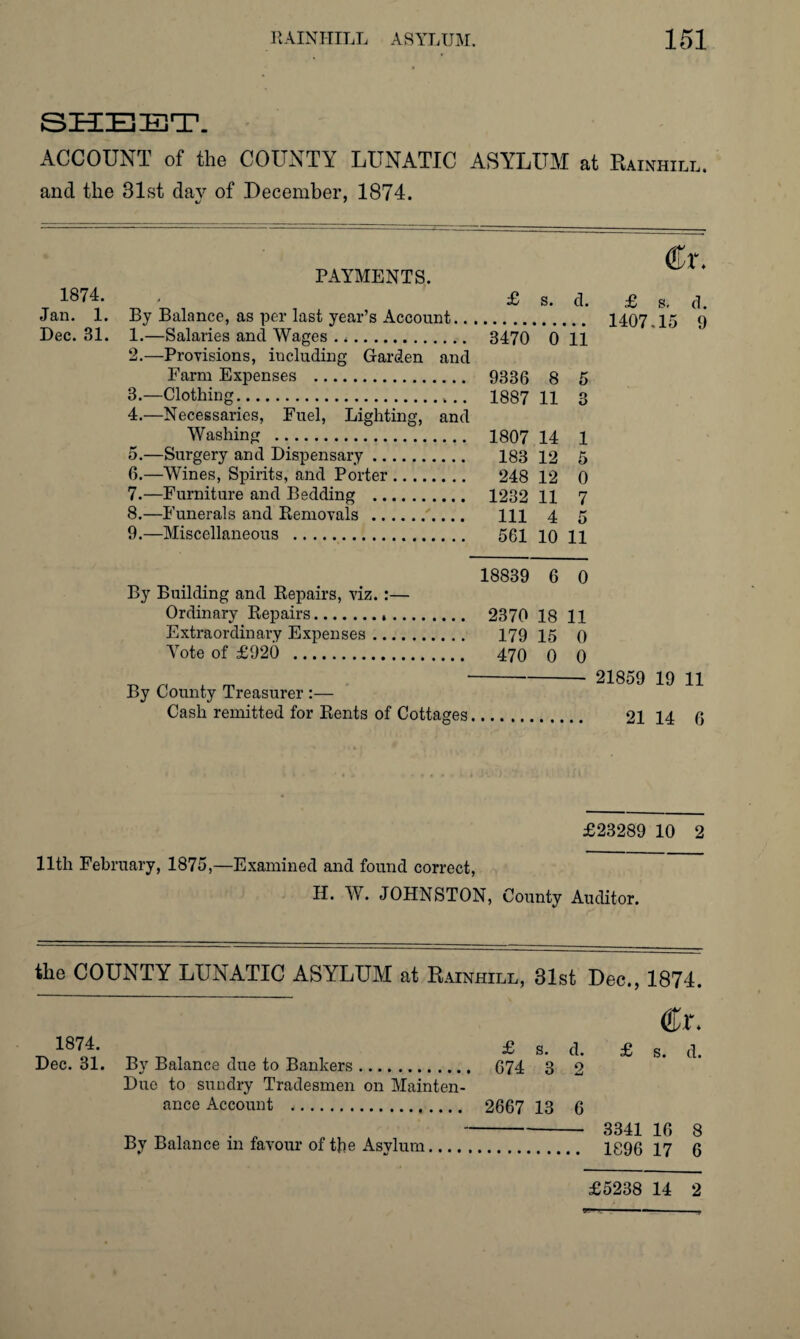 RAINHILL ASYLUM. 151
SHEET.
ACCOUNT of the COUNTY LUNATIC ASYLUM at Rainhill.
and the 31st day of December, 1874.
Cr.
PAYMENTS.
1874. £ s. d. £ s. d.
Jan. 1. By Balance, as per last year's Account.......... 1407 15 9
Dec. 31. 1.—Salaries and Wages .............. 3470 0 11
2.—Provisions, including Garden and
Farm Expenses ................. 9336 8 5
3.—Clothing....................... 1887 11 3
4.—Necessaries, Fuel, Lighting, and
Washing ..................... 1807 14 1
5.—Surgery and Dispensary .......... 183 12 5
6.—Wines, Spirits, and Porter ........ 248 12 0
7.—Furniture and Bedding .......... 1232 11 7
8.—Funerals and Removals .......... 111 4 5
9.—Miscellaneous .................. 561 10 11
18839 6 0
By Building and Repairs, viz. :—
Ordinary Repairs................. 2370 18 11
Extraordinary Expenses .......... 179 15 0
Vote of £920 ................... 470 0 0
21859 19 11
By County Treasurer :—
Cash remitted for Rents of Cottages............ 21 14 6
£23289 10 2
11th February, 1875,—Examined and found correct,
H. W. JOHNSTON, County Auditor.
the COUNTY LUNATIC ASYLUM at Rainhill, 31st Dec., 1874.
Cr.
1874. £ s. d. £ s. d.
Dec. 31. By Balance due to Bankers ............ 674 3 2
Due to sundry Tradesmen on Mainten-
ance Account .................. 2667 13 6
3341 16 8
By Balance in favour of the Asylum............... 1896 17 6
£5238 14 2